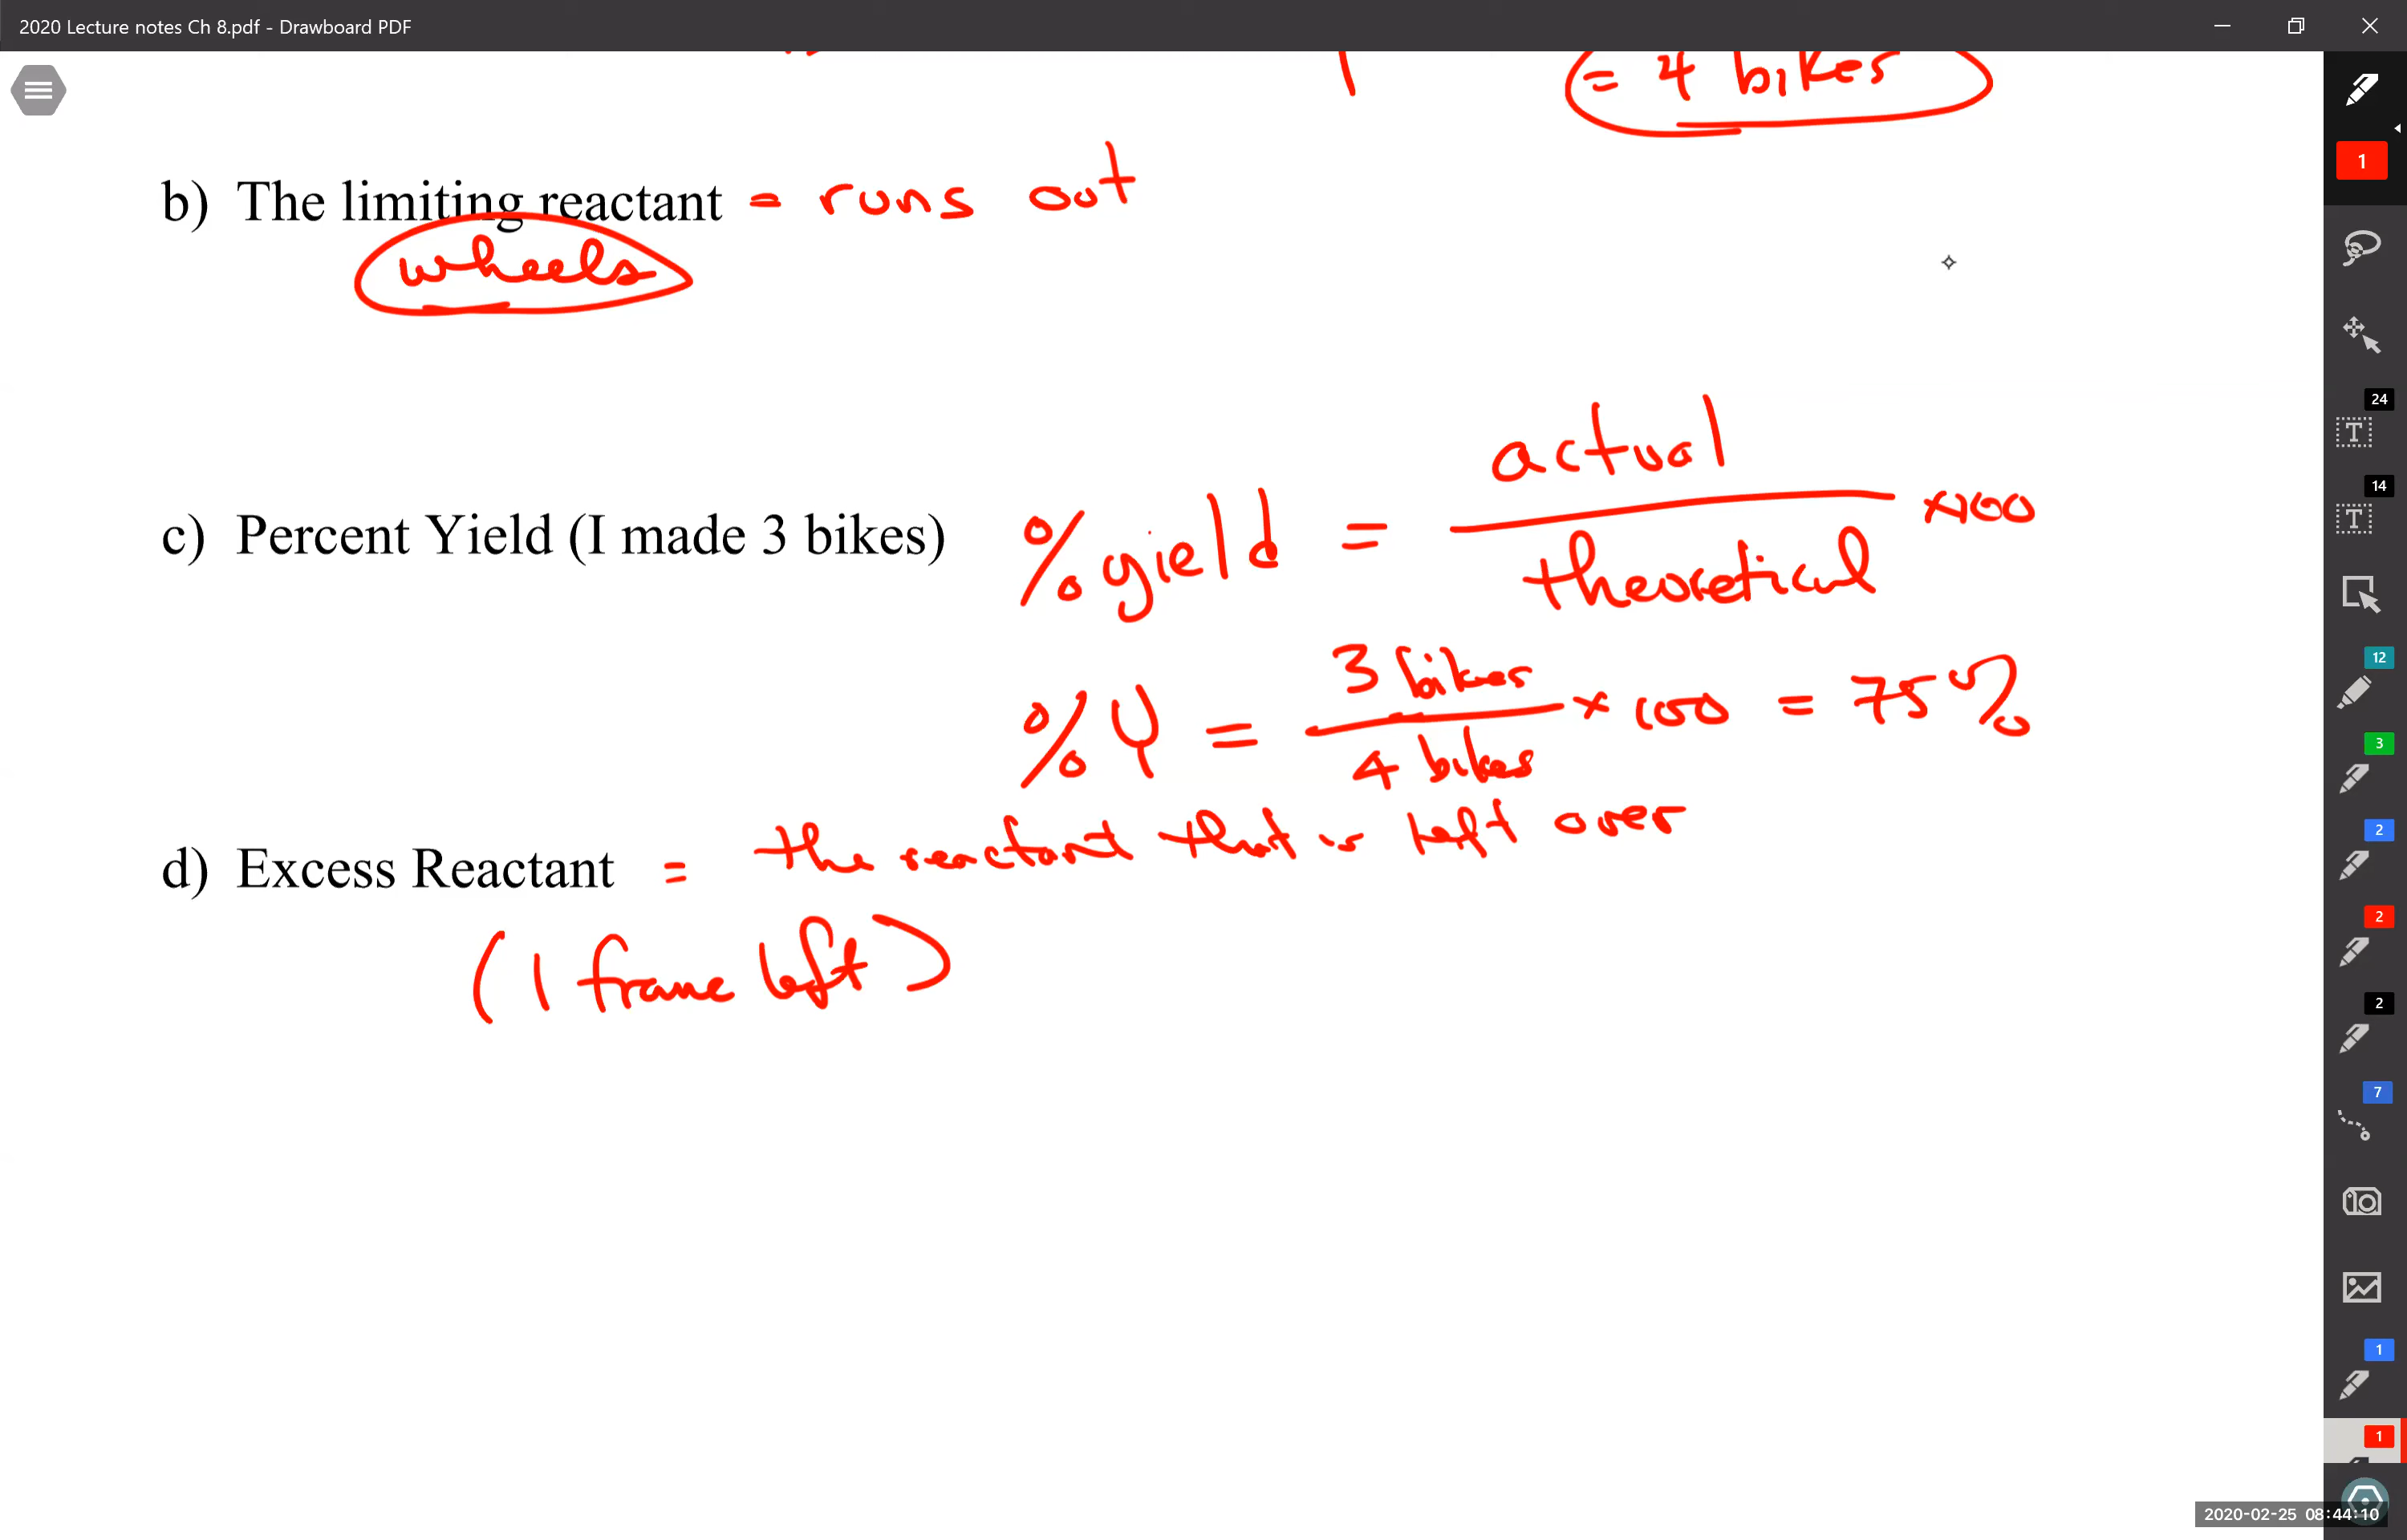 2020 Lecture notes Ch 8.pdf - Drawboard PDF
= 4 bikes
1
b) The limiting reactant = runs out
wheels
24
14
actual
c) Percent Yield (I made 3 bikes) % yield = ×100
theoretical
12
3 bikes
%Y = × 100 = 75%
3
4 bikes
2
d) Excess Reactant = the reactant that is left over
2
(1 frame left)
2
7
1
1
2020-02-25 08:44:10